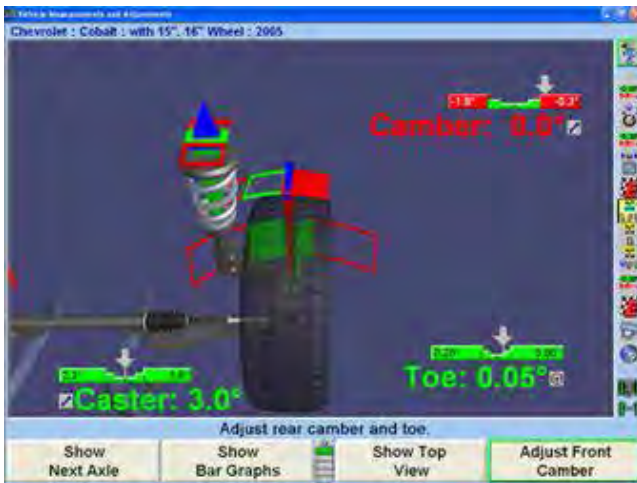 Vehicle Measurements and Adjustments
Chevrolet : Cobalt : with 15", 16" Wheel : 2005
-1.8° -0.3°
Camber: 0.0°
0.20° 0.00°
Toe: 0.05°
Caster: 3.0°
Adjust rear camber and toe.
Show
Next Axle
Show
Bar Graphs
Show Top
View
Adjust Front
Camber